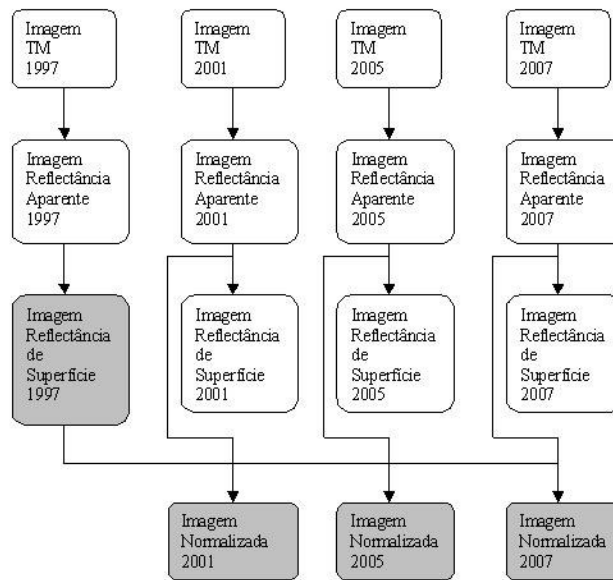 Imagem
TM
1997
Imagem
TM
2001
Imagem
TM
2005
Imagem
TM
2007
Imagem
Reflectância
Aparente
1997
Imagem
Reflectância
Aparente
2001
Imagem
Reflectância
Aparente
2005
Imagem
Reflectância
Aparente
2007
Imagem
Reflectância
de
Superfície
1997
Imagem
Reflectância
de
Superfície
2001
Imagem
Reflectância
de
Superfície
2005
Imagem
Reflectância
de
Superfície
2007
Imagem
Normalizada
2001
Imagem
Normalizada
2005
Imagem
Normalizada
2007